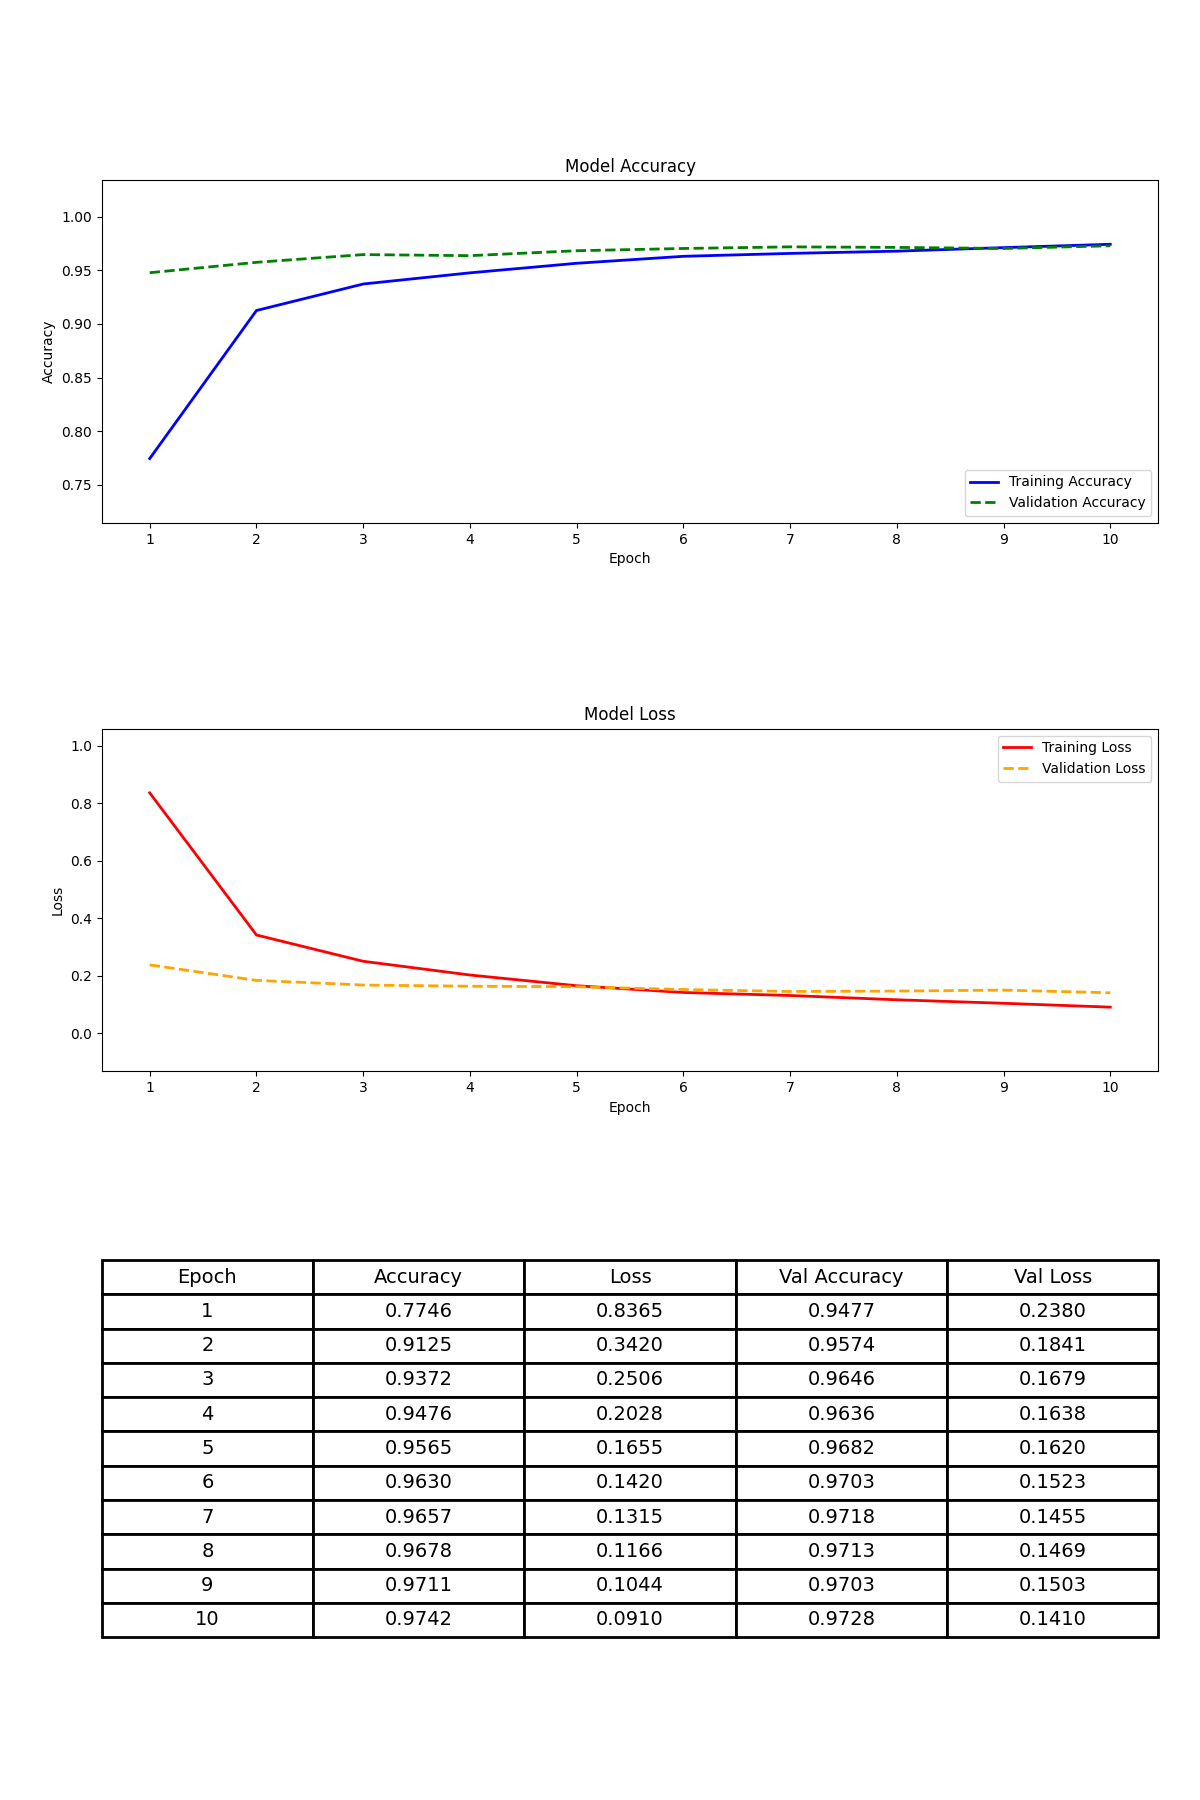 Model Accuracy
1.00
0.95
0.90
0.85
0.80
0.75
Accuracy
Training Accuracy
Validation Accuracy
1 2 3 4 5 6 7 8 9 10
Epoch
Model Loss
1.0
0.8
0.6
0.4
0.2
0.0
Loss
Training Loss
Validation Loss
1 2 3 4 5 6 7 8 9 10
Epoch
Epoch Accuracy Loss Val Accuracy Val Loss
1 0.7746 0.8365 0.9477 0.2380
2 0.9125 0.3420 0.9574 0.1841
3 0.9372 0.2506 0.9646 0.1679
4 0.9476 0.2028 0.9636 0.1638
5 0.9565 0.1655 0.9682 0.1620
6 0.9630 0.1420 0.9703 0.1523
7 0.9657 0.1315 0.9718 0.1455
8 0.9678 0.1166 0.9713 0.1469
9 0.9711 0.1044 0.9703 0.1503
10 0.9742 0.0910 0.9728 0.1410